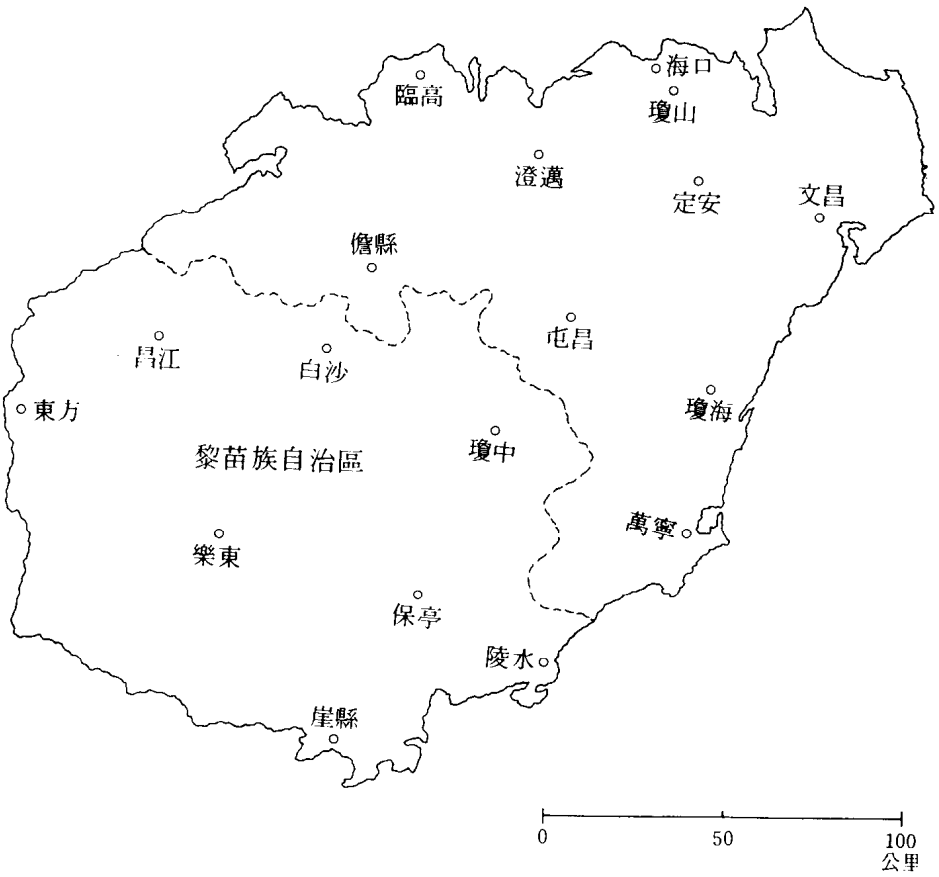 海口
臨高
瓊山
澄邁
定安
文昌
儋縣
屯昌
昌江
白沙
瓊海
東方
瓊中
黎苗族自治區
萬寧
樂東
保亭
陵水
崖縣
0 50 100
公里